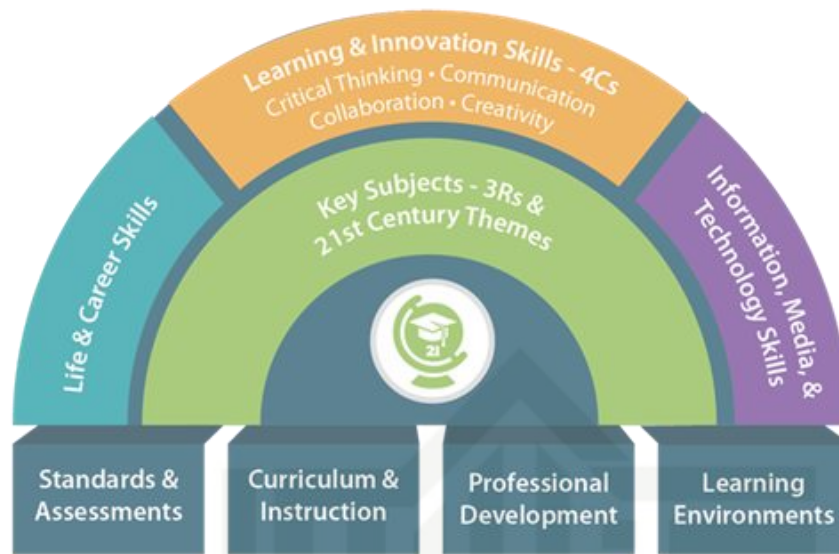 Learning & Innovation Skills - 4Cs
Critical Thinking • Communication
Collaboration • Creativity
Life & Career Skills
Key Subjects - 3Rs &
21st Century Themes
Information, Media, &
Technology Skills
21
Standards &
Assessments
Curriculum &
Instruction
Professional
Development
Learning
Environments